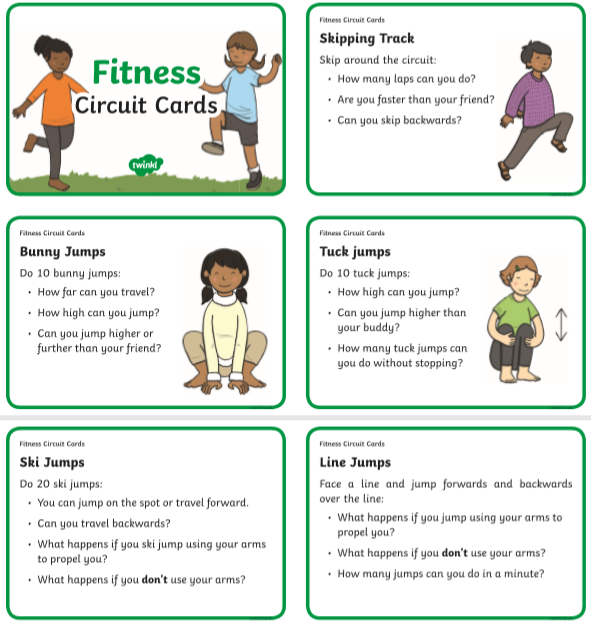 Fitness
Circuit Cards
twinkl
Fitness Circuit Cards
Skipping Track
Skip around the circuit:
• How many laps can you do?
• Are you faster than your friend?
• Can you skip backwards?
Fitness Circuit Cards
Bunny Jumps
Do 10 bunny jumps:
• How far can you travel?
• How high can you jump?
• Can you jump higher or
further than your friend?
Fitness Circuit Cards
Tuck jumps
Do 10 tuck jumps:
• How high can you jump?
• Can you jump higher than
your buddy?
• How many tuck jumps can
you do without stopping?
Fitness Circuit Cards
Ski Jumps
Do 20 ski jumps:
• You can jump on the spot or travel forward.
• Can you travel backwards?
• What happens if you ski jump using your arms
to propel you?
• What happens if you don't use your arms?
Fitness Circuit Cards
Line Jumps
Face a line and jump forwards and backwards
over the line:
• What happens if you jump using your arms to
propel you?
• What happens if you don't use your arms?
• How many jumps can you do in a minute?